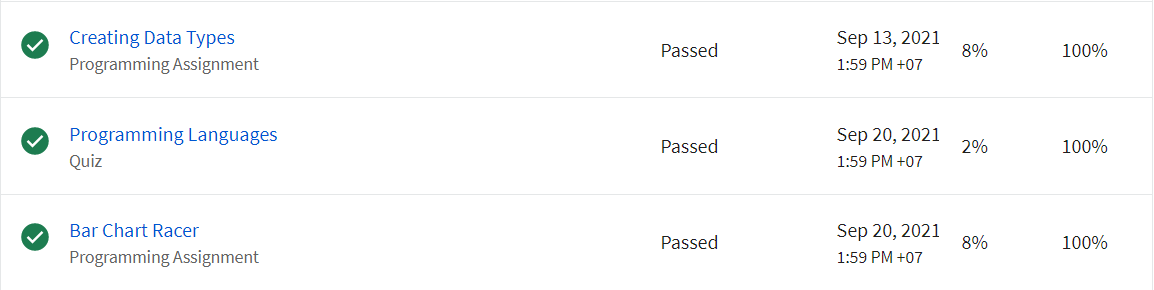 Creating Data Types
Programming Assignment
Passed
Sep 13, 2021
1:59 PM +07
8%
100%
Programming Languages
Quiz
Passed
Sep 20, 2021
1:59 PM +07
2%
100%
Bar Chart Racer
Programming Assignment
Passed
Sep 20, 2021
1:59 PM +07
8%
100%